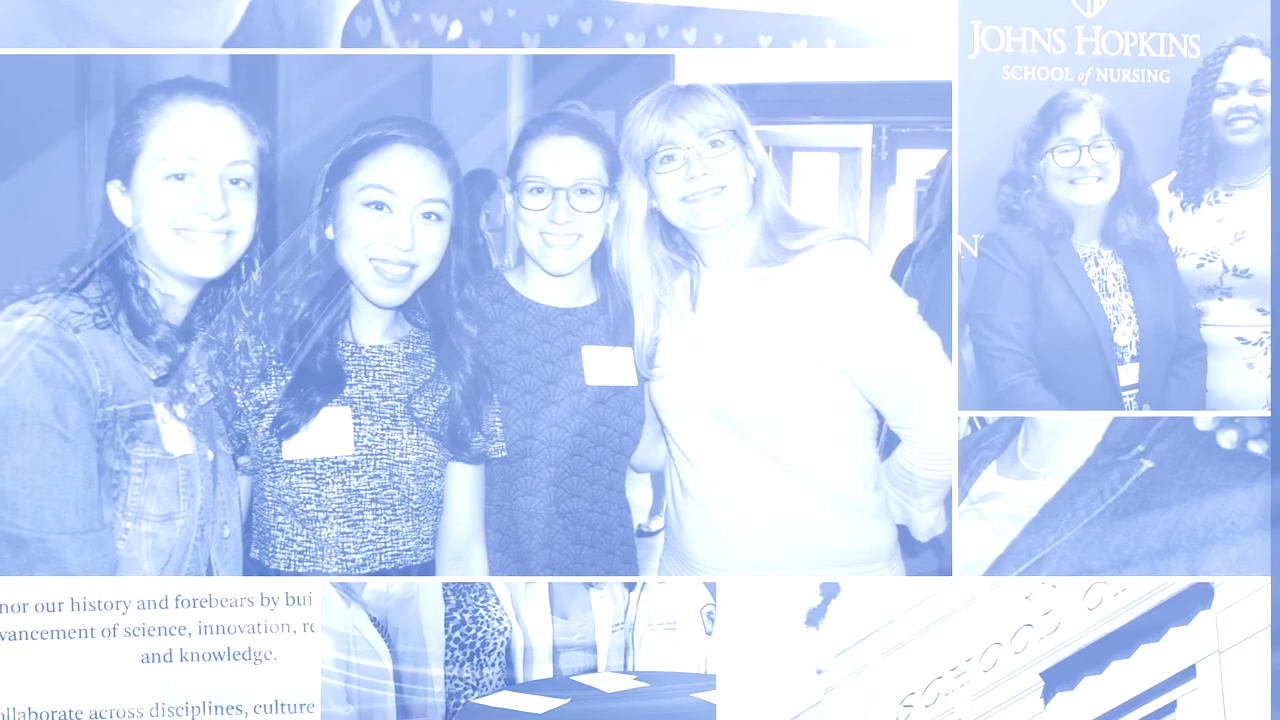 JOHNS HOPKINS
SCHOOL of NURSING
N
nor our history and forebears by bui
vancement of science, innovation, re
and knowledge.
ollaborate across disciplines, culture
SCHOOL O